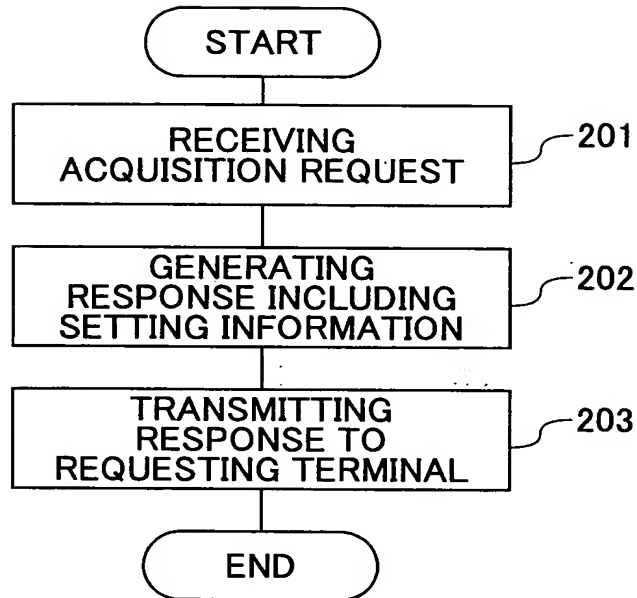 START
RECEIVING
ACQUISITION REQUEST
201
GENERATING
RESPONSE INCLUDING
SETTING INFORMATION
202
TRANSMITTING
RESPONSE TO
REQUESTING TERMINAL
203
END